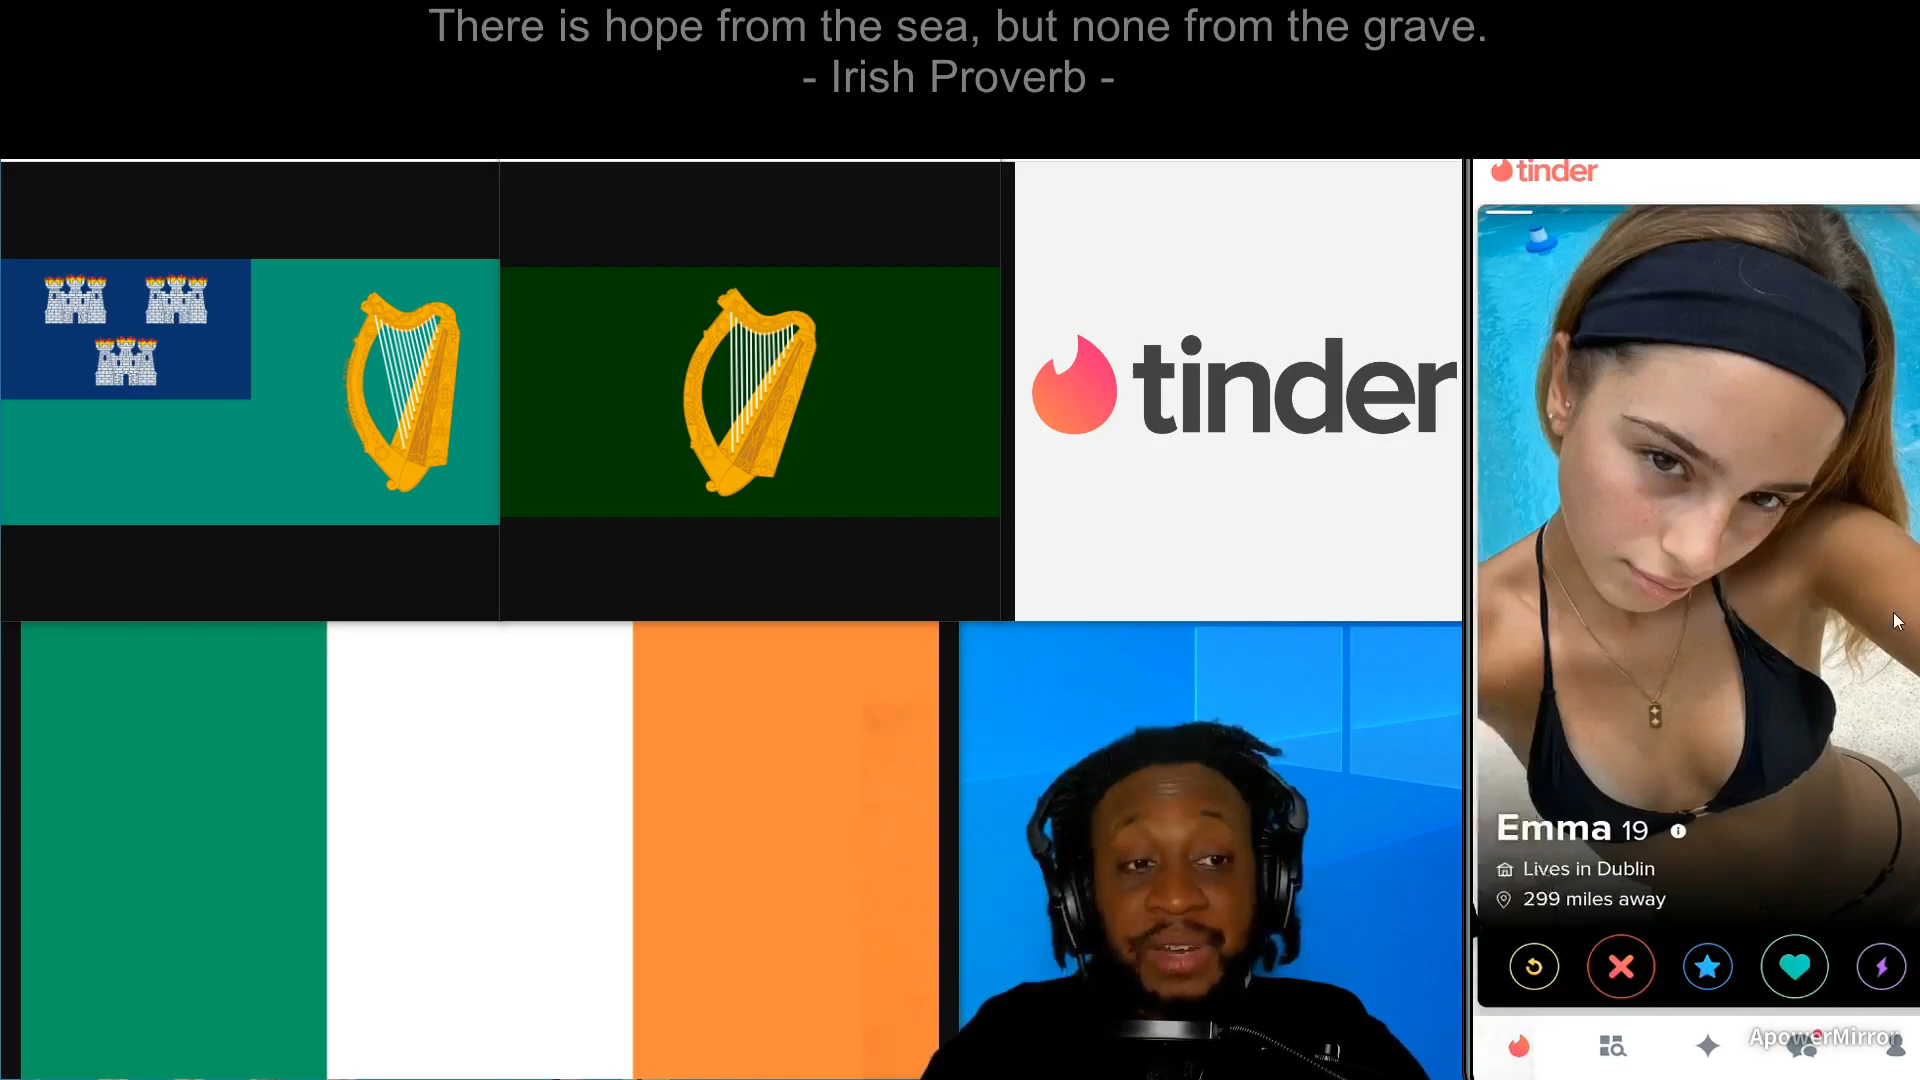 There is hope from the sea, but none from the grave.
- Irish Proverb -
tinder
tinder
Emma 19
Lives in Dublin
299 miles away
ApowerMirror